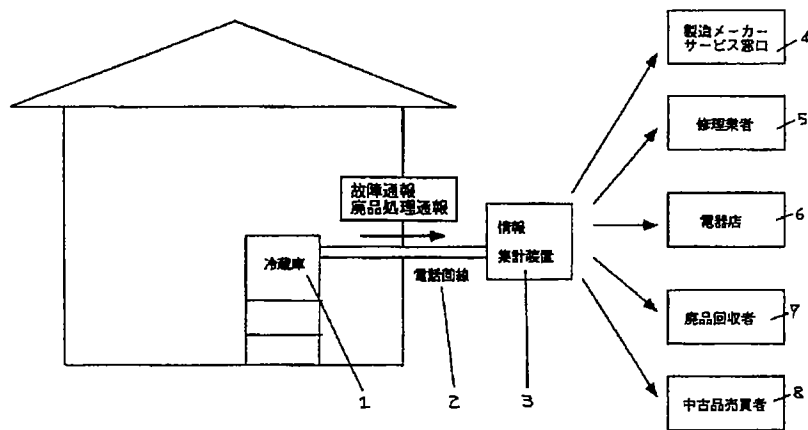 製造メーカー
サービス窓口
4
修理業者
5
故障通報
廃品処理通報
情報
集計装置
電器店
6
冷蔵庫
電話回線
廃品回収者
7
1
2
3
中古品売買者
8